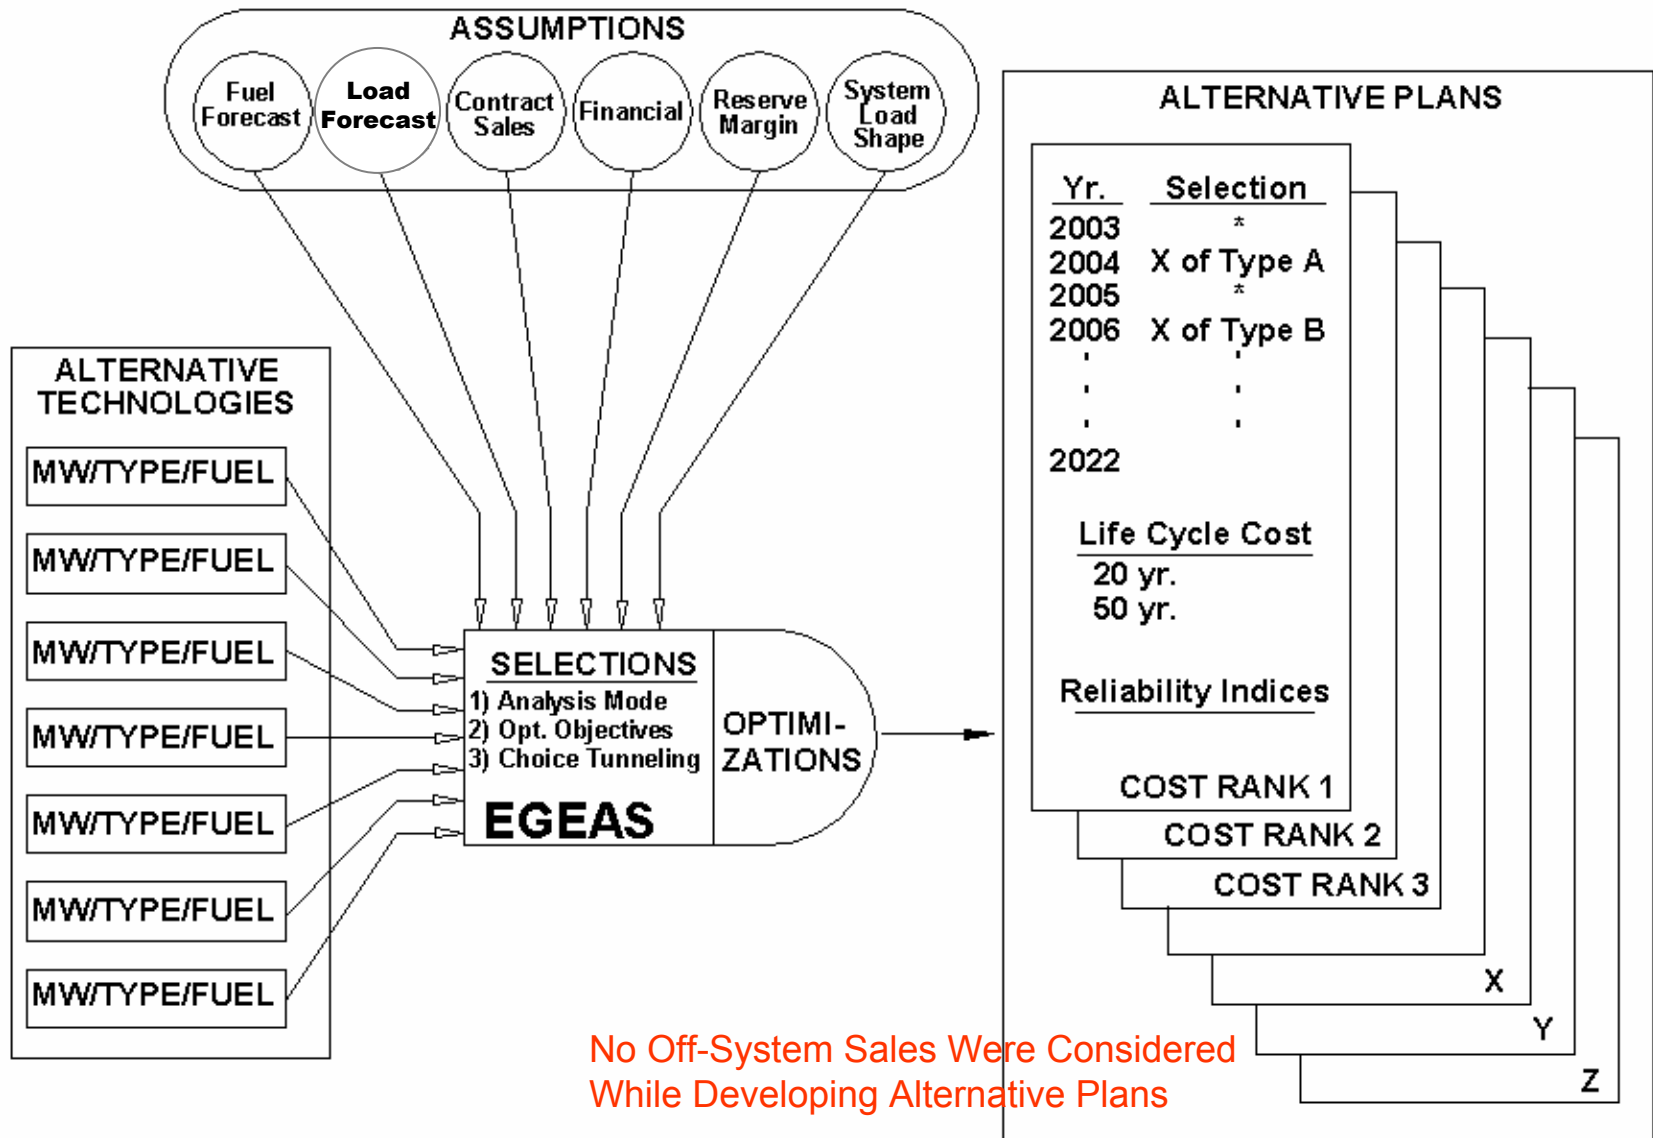 ASSUMPTIONS
Fuel
Forecast
Load
Forecast
Contract
Sales
Financial
Reserve
Margin
System
Load
Shape
ALTERNATIVE
TECHNOLOGIES
MW/TYPE/FUEL
MW/TYPE/FUEL
MW/TYPE/FUEL
MW/TYPE/FUEL
MW/TYPE/FUEL
MW/TYPE/FUEL
MW/TYPE/FUEL
SELECTIONS
1) Analysis Mode
2) Opt. Objectives
3) Choice Tunneling
EGEAS
OPTIMI-
ZATIONS
ALTERNATIVE PLANS
Yr. Selection
2003 *
2004 X of Type A
2005 *
2006 X of Type B
' '
' '
' '
2022
Life Cycle Cost
20 yr.
50 yr.
Reliability Indices
COST RANK 1
COST RANK 2
COST RANK 3
X
Y
Z
No Off-System Sales Were Considered
While Developing Alternative Plans